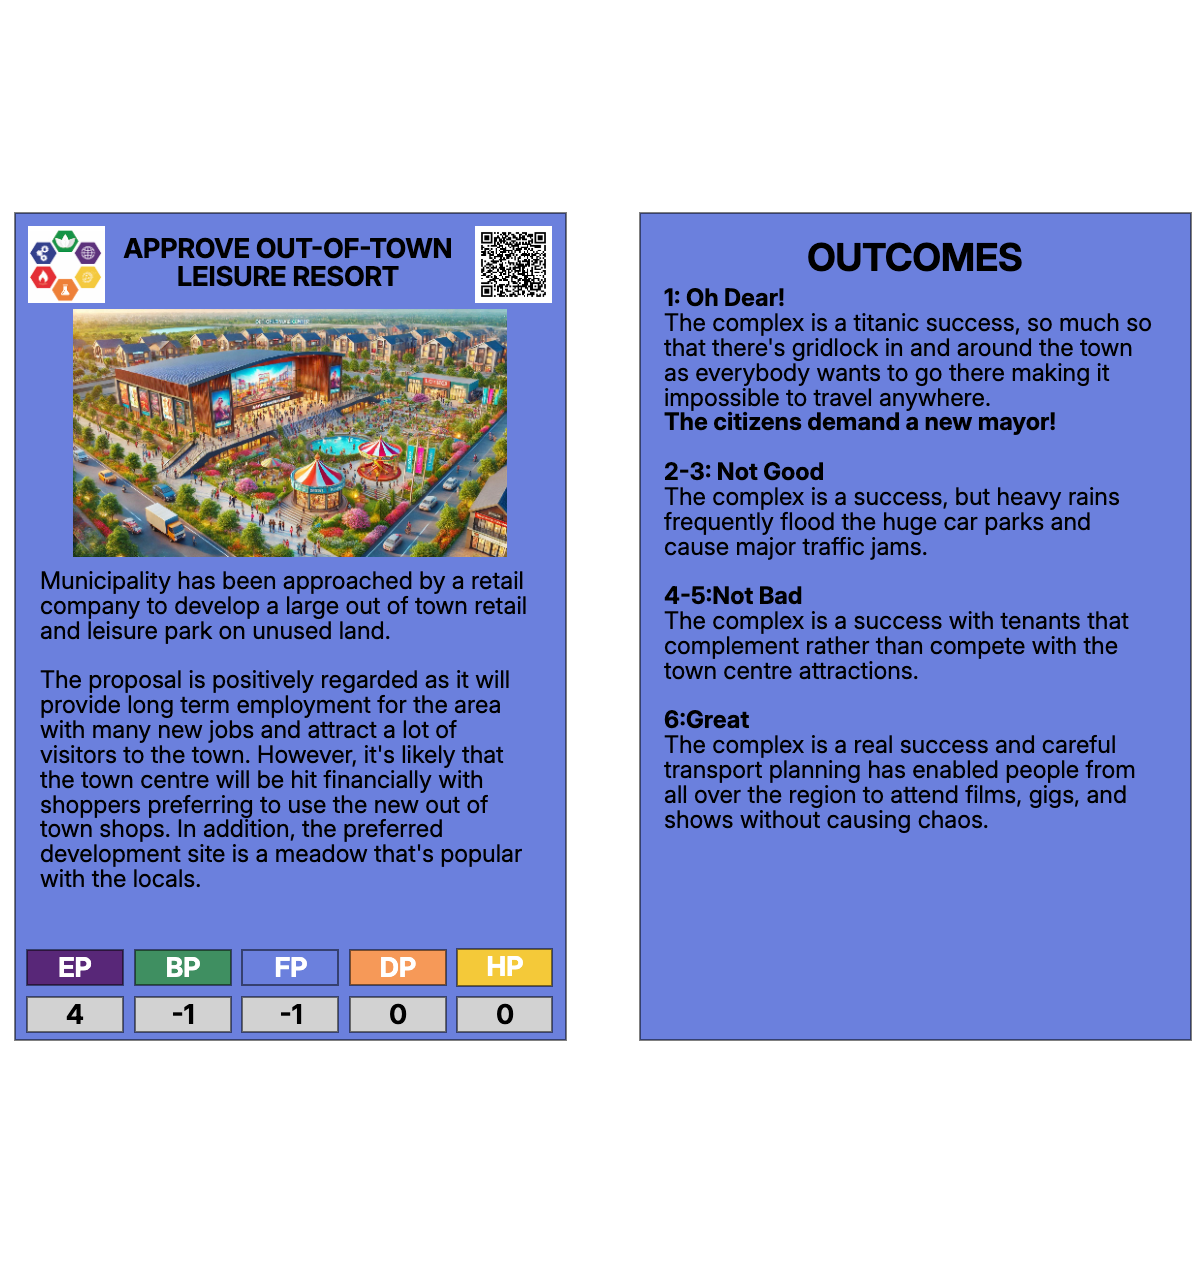 APPROVE OUT-OF-TOWN
LEISURE RESORT
Municipality has been approached by a retail
company to develop a large out of town retail
and leisure park on unused land.
The proposal is positively regarded as it will
provide long term employment for the area
with many new jobs and attract a lot of
visitors to the town. However, it's likely that
the town centre will be hit financially with
shoppers preferring to use the new out of
town shops. In addition, the preferred
development site is a meadow that's popular
with the locals.
EP BP FP DP HP
4 -1 -1 0 0
OUTCOMES
1: Oh Dear!
The complex is a titanic success, so much so
that there's gridlock in and around the town
as everybody wants to go there making it
impossible to travel anywhere.
The citizens demand a new mayor!
2-3: Not Good
The complex is a success, but heavy rains
frequently flood the huge car parks and
cause major traffic jams.
4-5:Not Bad
The complex is a success with tenants that
complement rather than compete with the
town centre attractions.
6:Great
The complex is a real success and careful
transport planning has enabled people from
all over the region to attend films, gigs, and
shows without causing chaos.